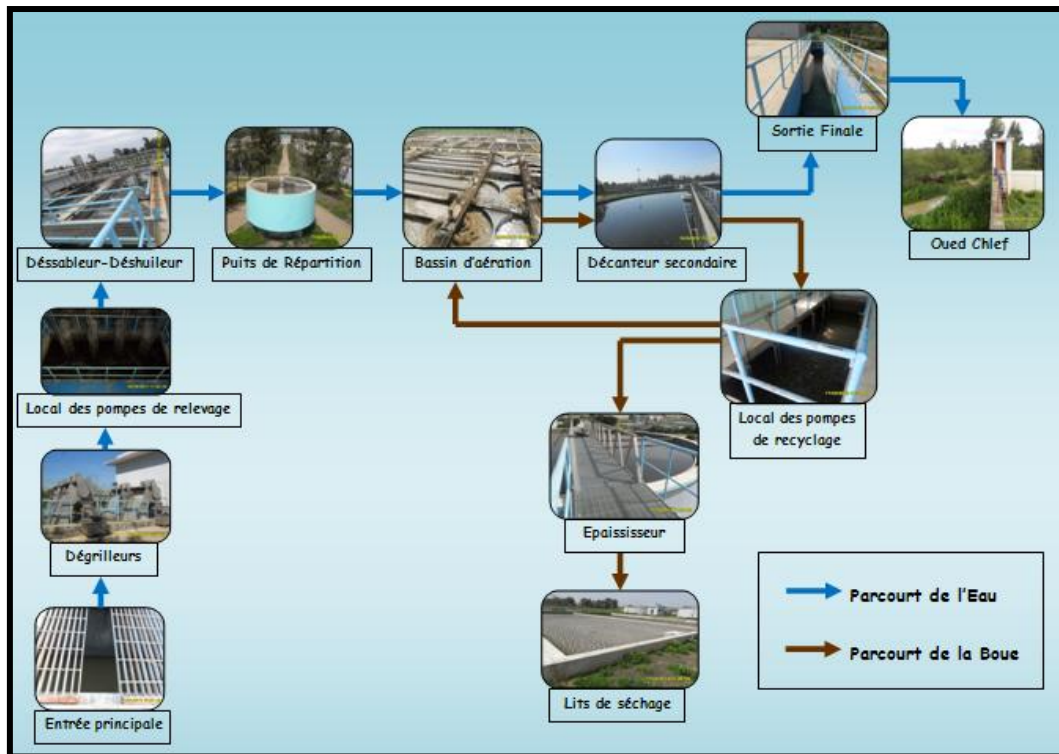 Sortie Finale
Oued Chlef
Déssableur-Déshuileur
Puits de Répartition
Bassin d'aération
Décanteur secondaire
Local des pompes de relevage
Local des pompes
de recyclage
Dégrilleurs
Epaississeur
Parcourt de l'Eau
Parcourt de la Boue
Lits de séchage
Entrée principale